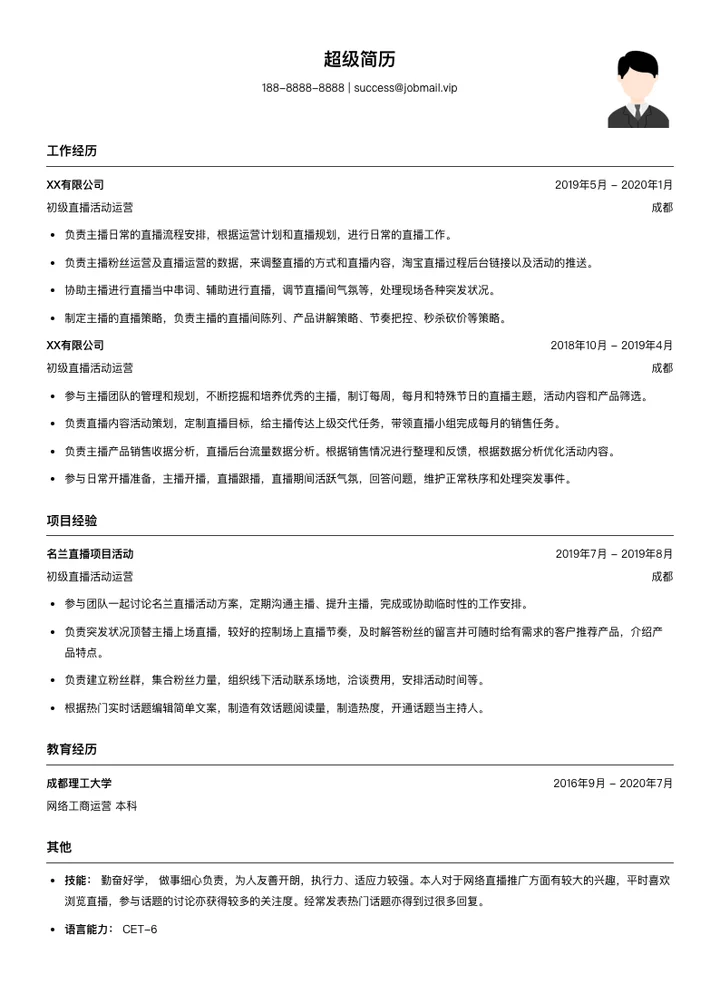 超级简历
188-8888-8888 | success@jobmail.vip
工作经历
XX有限公司 2019年5月 – 2020年1月
初级直播活动运营 成都
• 负责主播日常的直播流程安排，根据运营计划和直播规划，进行日常的直播工作。
• 负责主播粉丝运营及直播运营的数据，来调整直播的方式和直播内容，淘宝直播过程后台链接以及活动的推送。
• 协助主播进行直播当中串词、辅助进行直播，调节直播间气氛等，处理现场各种突发状况。
• 制定主播的直播策略，负责主播的直播间陈列、产品讲解策略、节奏把控、秒杀砍价等策略。
XX有限公司 2018年10月 – 2019年4月
初级直播活动运营 成都
• 参与主播团队的管理和规划，不断挖掘和培养优秀的主播，制订每周，每月和特殊节日的直播主题，活动内容和产品筛选。
• 负责直播内容活动策划，定制直播目标，给主播传达上级交代任务，带领直播小组完成每月的销售任务。
• 负责主播产品销售收据分析，直播后台流量数据分析。根据销售情况进行整理和反馈，根据数据分析优化活动内容。
• 参与日常开播准备，主播开播，直播跟播，直播期间活跃气氛，回答问题，维护正常秩序和处理突发事件。
项目经验
名兰直播项目活动 2019年7月 – 2019年8月
初级直播活动运营 成都
• 参与团队一起讨论名兰直播活动方案，定期沟通主播、提升主播，完成或协助临时性的工作安排。
• 负责突发状况顶替主播上场直播，较好的控制场上直播节奏，及时解答粉丝的留言并可随时给有需求的客户推荐产品，介绍产
品特点。
• 负责建立粉丝群，集合粉丝力量，组织线下活动联系场地，洽谈费用，安排活动时间等。
• 根据热门实时话题编辑简单文案，制造有效话题阅读量，制造热度，开通话题当主持人。
教育经历
成都理工大学 2016年9月 – 2020年7月
网络工商运营 本科
其他
• 技能： 勤奋好学， 做事细心负责，为人友善开朗，执行力、适应力较强。本人对于网络直播推广方面有较大的兴趣，平时喜欢
浏览直播，参与话题的讨论亦获得较多的关注度。经常发表热门话题亦得到过很多回复。
• 语言能力： CET-6